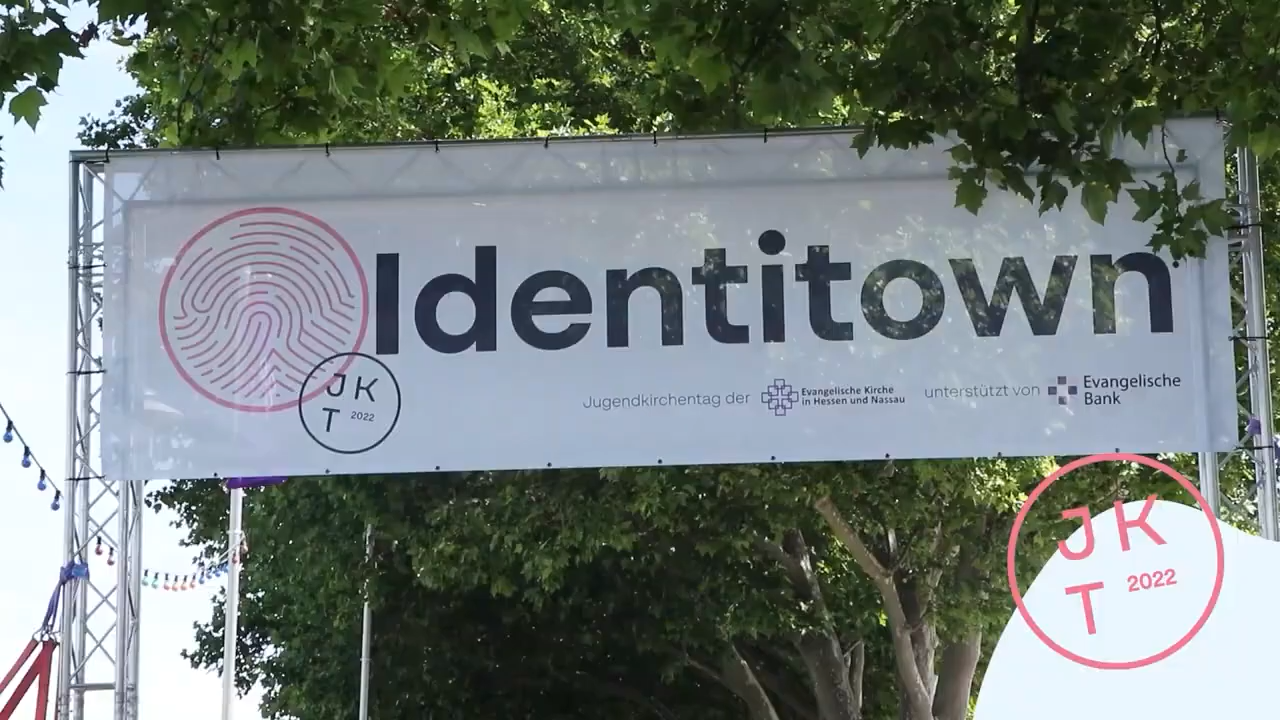 Identitown
JK
T 2022
Jugendkirchentag der
Evangelische Kirche
in Hessen und Nassau
unterstützt von
Evangelische
Bank
JK
T 2022